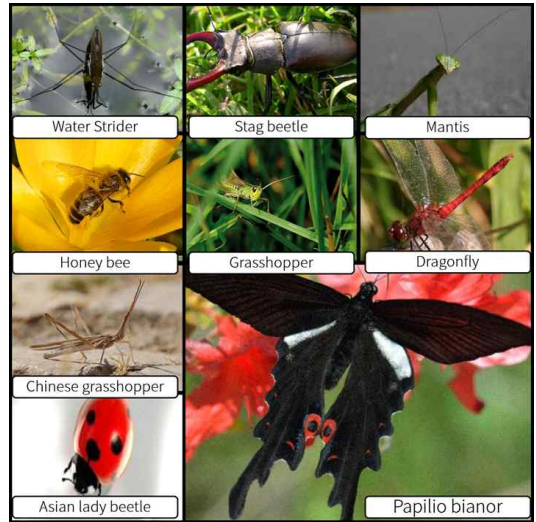 Water Strider
Stag beetle
Mantis
Honey bee
Grasshopper
Dragonfly
Chinese grasshopper
Asian lady beetle
Papilio bianor